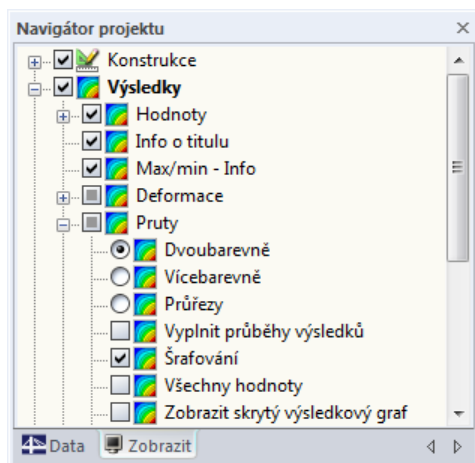 Navigátor projektu
Konstrukce
Výsledky
Hodnoty
Info o titulu
Max/min - Info
Deformace
Pruty
Dvoubarevně
Vícebarevně
Průřezy
Vyplnit průběhy výsledků
Šrafování
Všechny hodnoty
Zobrazit skrytý výsledkový graf
Data Zobrazit